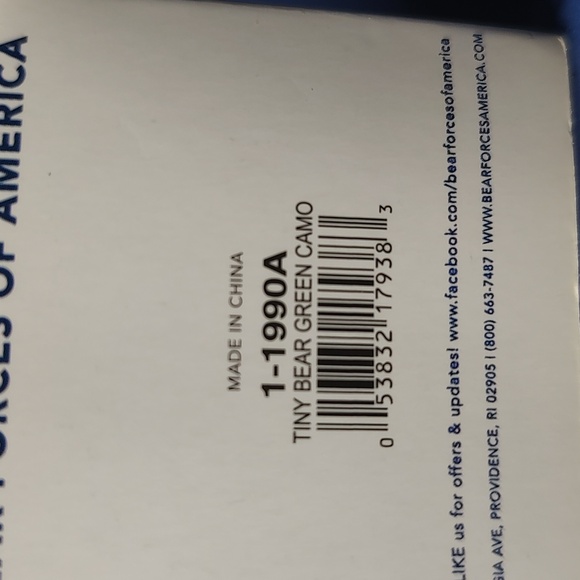 FORCES OF AMERICA
MADE IN CHINA
1-1990A
TINY BEAR GREEN CAMO
0 53832 17938 3
LIKE us for offers & updates! www.facebook.com/bearforcesofamerica
AVE, PROVIDENCE, RI 02905 | (800) 663-7487 | WWW.BEARFORCESAMERICA.COM